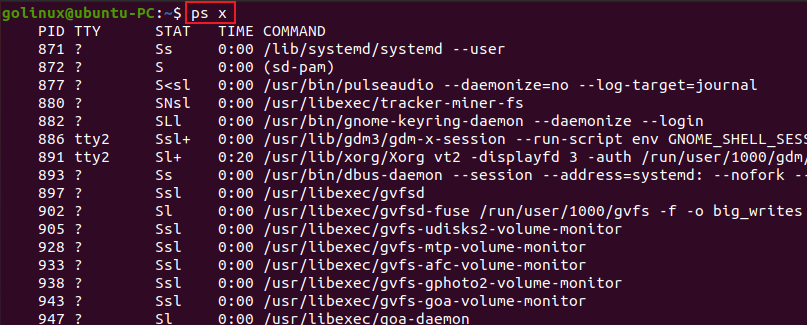 golinux@ubuntu-PC:~$ ps x
PID TTY STAT TIME COMMAND
871 ? Ss 0:00 /lib/systemd/systemd --user
872 ? S 0:00 (sd-pam)
877 ? S<sl 0:00 /usr/bin/pulseaudio --daemonize=no --log-target=journal
880 ? SNsl 0:00 /usr/libexec/tracker-miner-fs
882 ? SLl 0:00 /usr/bin/gnome-keyring-daemon --daemonize --login
886 tty2 Ssl+ 0:00 /usr/lib/gdm3/gdm-x-session --run-script env GNOME_SHELL_SESS
891 tty2 Sl+ 0:20 /usr/lib/xorg/Xorg vt2 -displayfd 3 -auth /run/user/1000/gdm/
893 ? Ss 0:00 /usr/bin/dbus-daemon --session --address=systemd: --nofork --
897 ? Ssl 0:00 /usr/libexec/gvfsd
902 ? Sl 0:00 /usr/libexec/gvfsd-fuse /run/user/1000/gvfs -f -o big_writes
905 ? Ssl 0:00 /usr/libexec/gvfs-udisks2-volume-monitor
928 ? Ssl 0:00 /usr/libexec/gvfs-mtp-volume-monitor
933 ? Ssl 0:00 /usr/libexec/gvfs-afc-volume-monitor
938 ? Ssl 0:00 /usr/libexec/gvfs-gphoto2-volume-monitor
943 ? Ssl 0:00 /usr/libexec/gvfs-goa-volume-monitor
947 ? Sl 0:00 /usr/libexec/goa-daemon